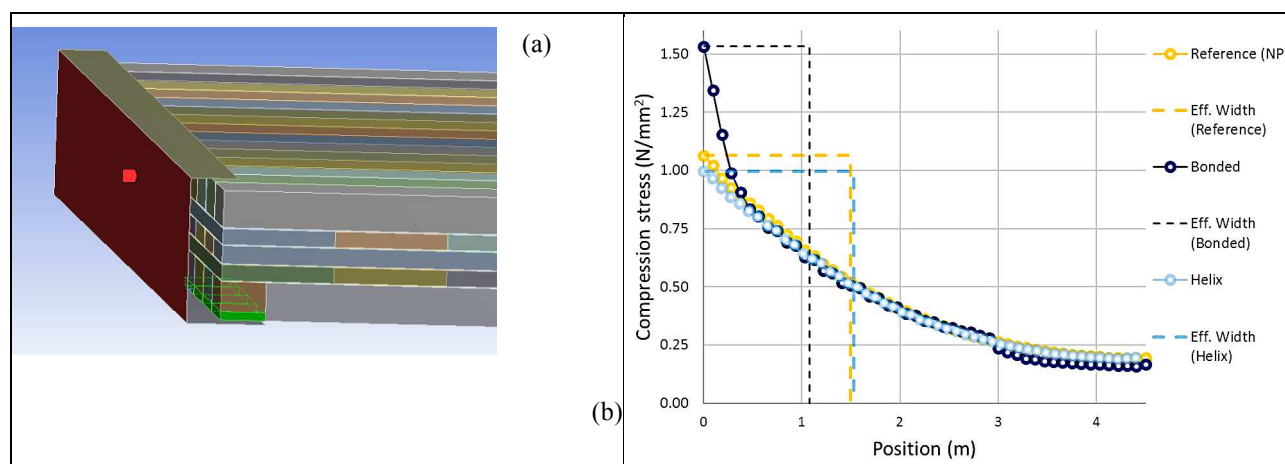 (a)
(b)
Compression stress (N/mm²)
1.50
1.25
1.00
0.75
0.50
0.25
0.00
0
1
2
3
4
Position (m)
Reference (NP
Eff. Width
(Reference)
Bonded
Eff. Width
(Bonded)
Helix
Eff. Width
(Helix)